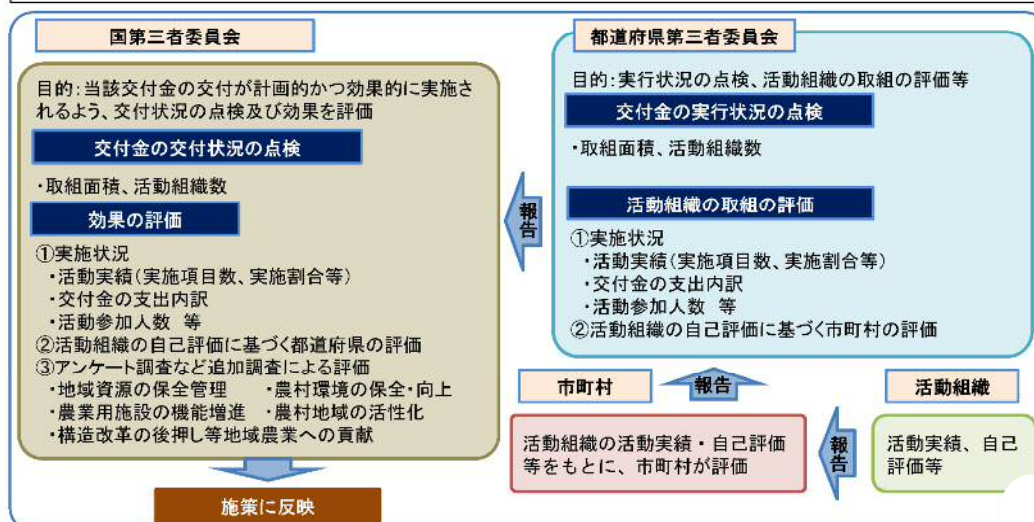 国第三者委員会
目的：当該交付金の交付が計画的かつ効果的に実施さ
れるよう、交付状況の点検及び効果を評価
交付金の交付状況の点検
・取組面積、活動組織数
効果の評価
①実施状況
・活動実績（実施項目数、実施割合等）
・交付金の支出内訳
・活動参加人数 等
②活動組織の自己評価に基づく都道府県の評価
③アンケート調査など追加調査による評価
・地域資源の保全管理 ・農村環境の保全・向上
・農業用施設の機能増進 ・農村地域の活性化
・構造改革の後押し等地域農業への貢献
施策に反映
報告
都道府県第三者委員会
目的：実行状況の点検、活動組織の取組の評価等
交付金の実行状況の点検
・取組面積、活動組織数
活動組織の取組の評価
①実施状況
・活動実績（実施項目数、実施割合等）
・交付金の支出内訳
・活動参加人数 等
②活動組織の自己評価に基づく市町村の評価
報告
市町村
活動組織の活動実績・自己評価
等をもとに、市町村が評価
報告
活動組織
活動実績、自己
評価等